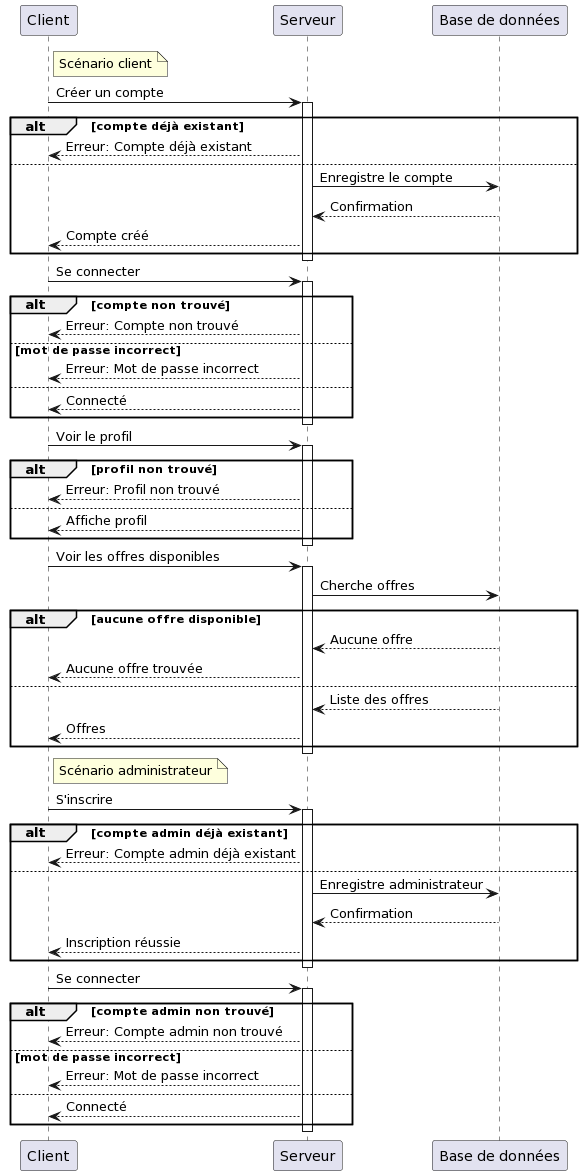 Client
Serveur
Base de données
Scénario client
Créer un compte
alt
[compte déjà existant]
Erreur: Compte déjà existant
Enregistre le compte
Confirmation
Compte créé
Se connecter
alt
[compte non trouvé]
Erreur: Compte non trouvé
[mot de passe incorrect]
Erreur: Mot de passe incorrect
Connecté
Voir le profil
alt
[profil non trouvé]
Erreur: Profil non trouvé
Affiche profil
Voir les offres disponibles
Cherche offres
alt
[aucune offre disponible]
Aucune offre
Aucune offre trouvée
Liste des offres
Offres
Scénario administrateur
S'inscrire
alt
[compte admin déjà existant]
Erreur: Compte admin déjà existant
Enregistre administrateur
Confirmation
Inscription réussie
Se connecter
alt
[compte admin non trouvé]
Erreur: Compte admin non trouvé
[mot de passe incorrect]
Erreur: Mot de passe incorrect
Connecté
Client
Serveur
Base de données